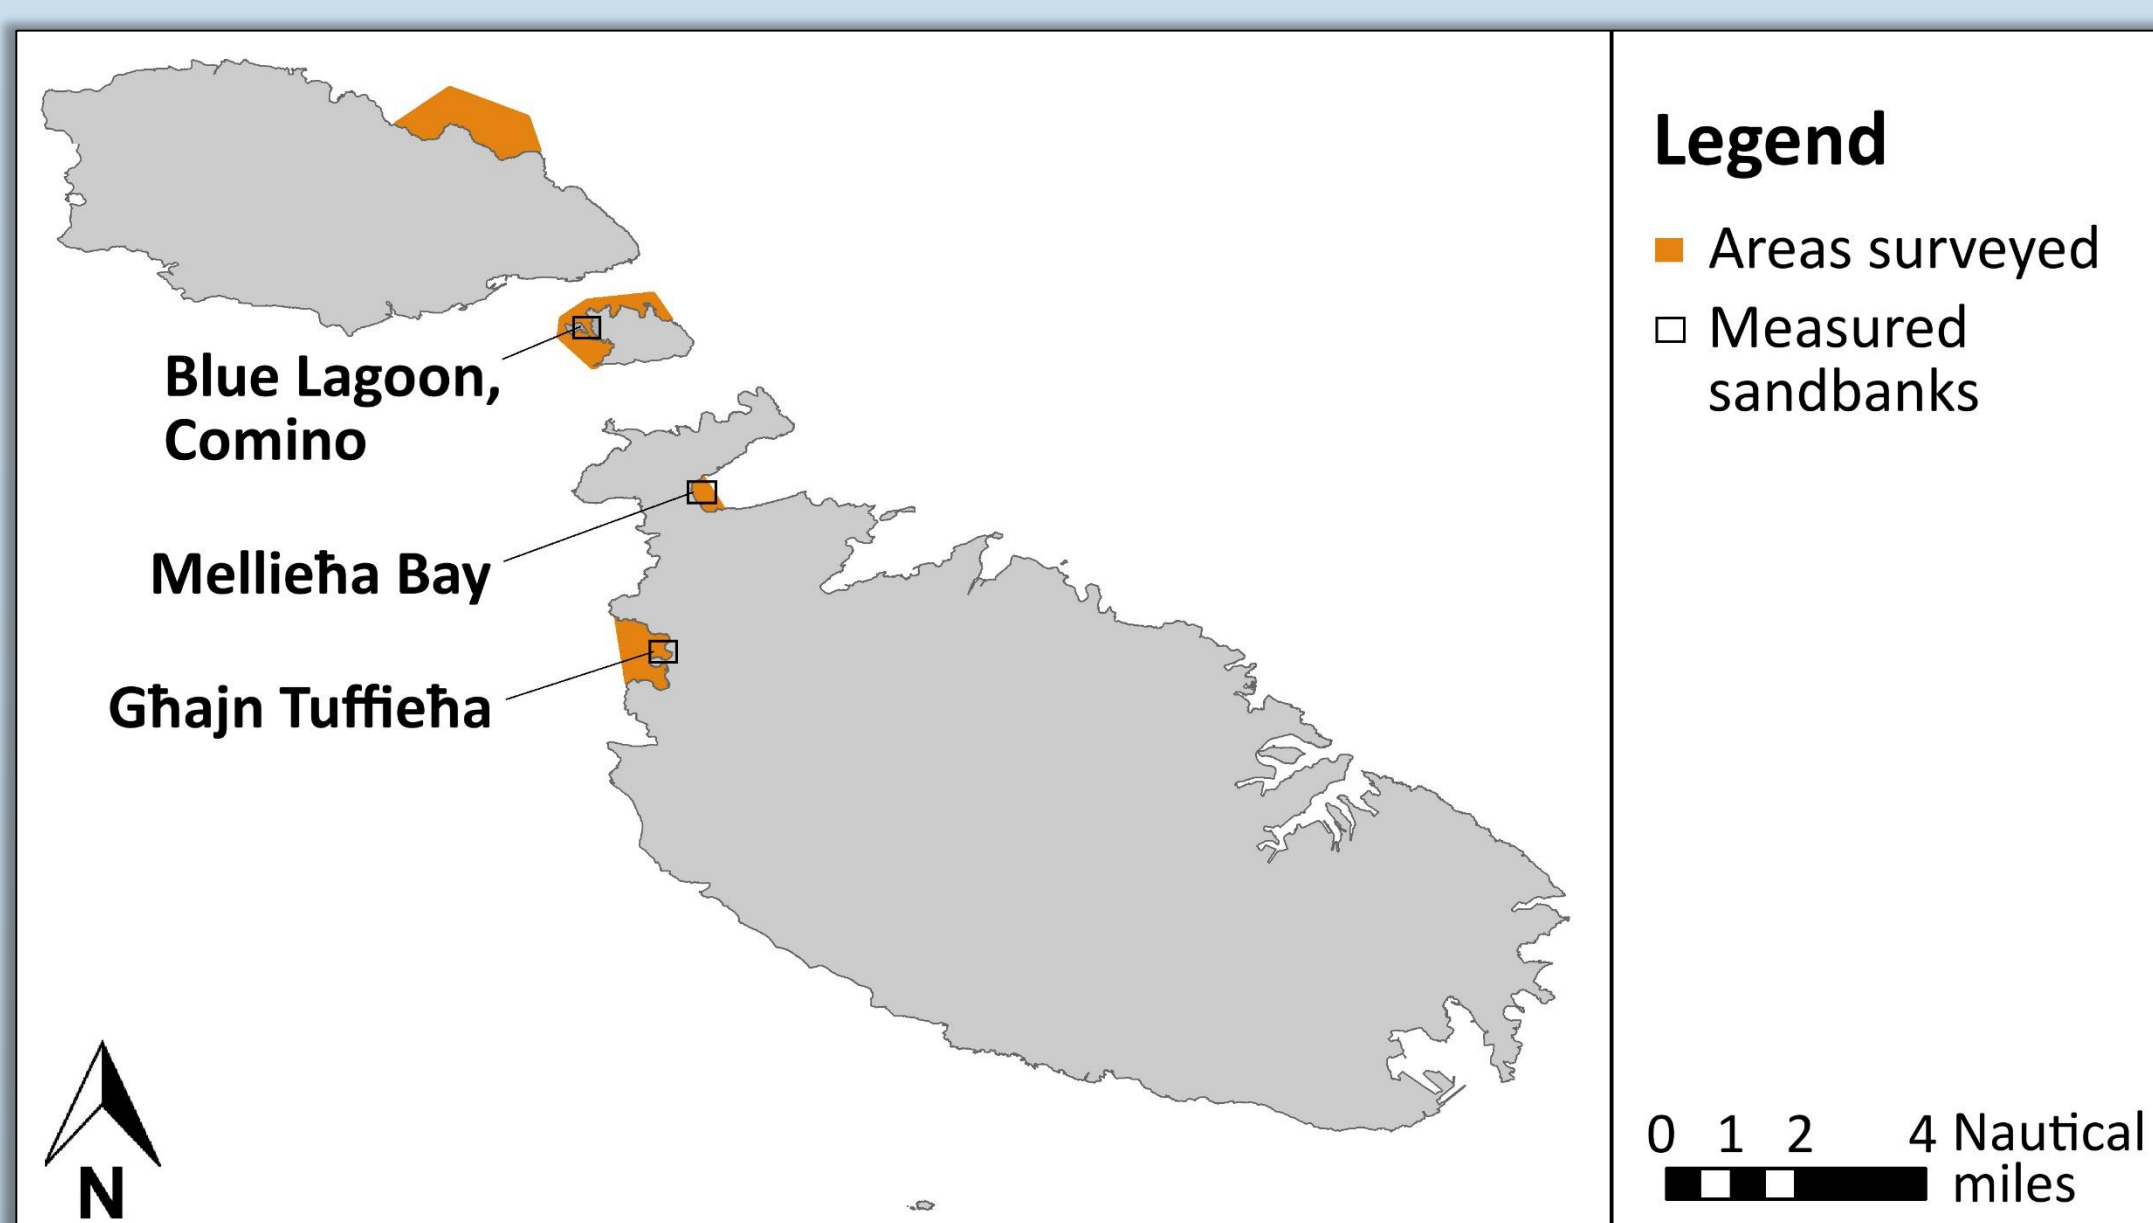 Blue Lagoon,
Comino
Mellieħa Bay
Għajn Tuffieħa
N
Legend
Areas surveyed
Measured
sandbanks
0 1 2 4 Nautical
miles